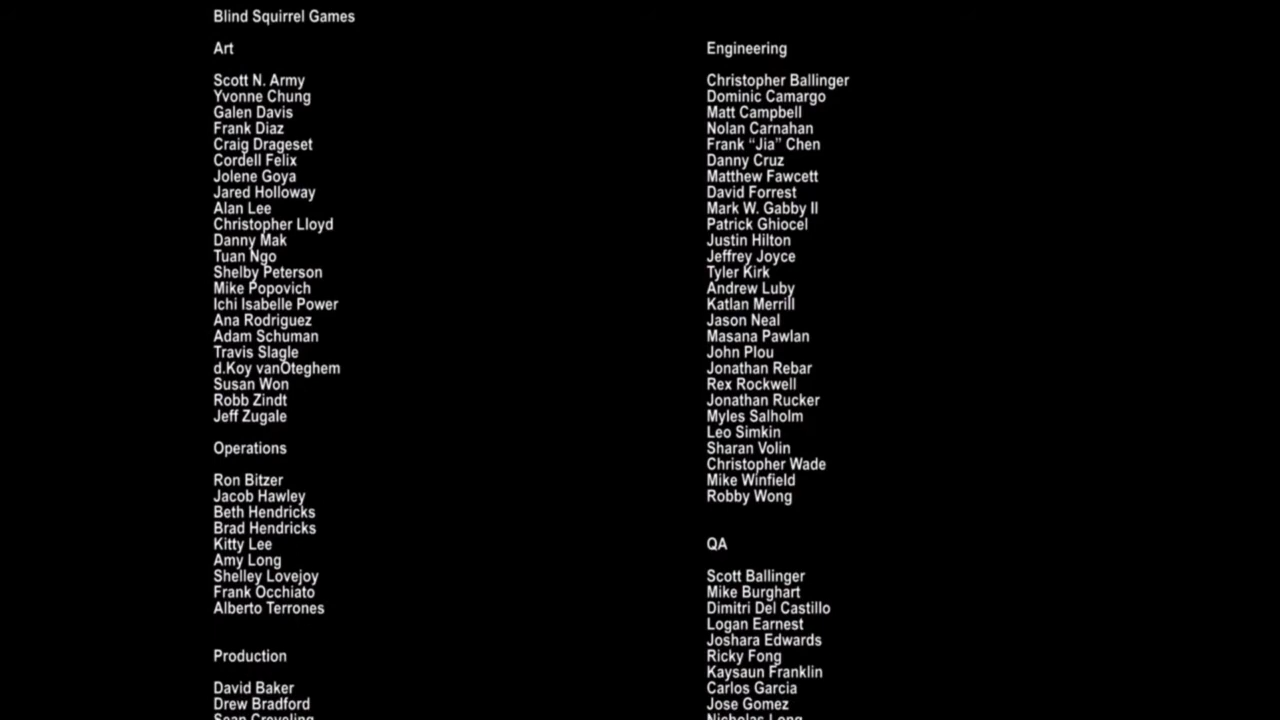 Blind Squirrel Games
Art
Scott N. Army
Yvonne Chung
Galen Davis
Frank Diaz
Craig Drageset
Cordell Felix
Jolene Goya
Jared Holloway
Alan Lee
Christopher Lloyd
Danny Mak
Tuan Ngo
Shelby Peterson
Mike Popovich
Ichi Isabelle Power
Ana Rodriguez
Adam Schuman
Travis Slagle
d.Koy vanOteghem
Susan Won
Robb Zindt
Jeff Zugale
Operations
Ron Bitzer
Jacob Hawley
Beth Hendricks
Brad Hendricks
Kitty Lee
Amy Long
Shelley Lovejoy
Frank Occhiato
Alberto Terrones
Production
David Baker
Drew Bradford
Sean Creveling
Engineering
Christopher Ballinger
Dominic Camargo
Matt Campbell
Nolan Carnahan
Frank “Jia” Chen
Danny Cruz
Matthew Fawcett
David Forrest
Mark W. Gabby II
Patrick Ghiocel
Justin Hilton
Jeffrey Joyce
Tyler Kirk
Andrew Luby
Katlan Merrill
Jason Neal
Masana Pawlan
John Plou
Jonathan Rebar
Rex Rockwell
Jonathan Rucker
Myles Salholm
Leo Simkin
Sharan Volin
Christopher Wade
Mike Winfield
Robby Wong
QA
Scott Ballinger
Mike Burghart
Dimitri Del Castillo
Logan Earnest
Joshara Edwards
Ricky Fong
Kaysaun Franklin
Carlos Garcia
Jose Gomez
Nicholas Long